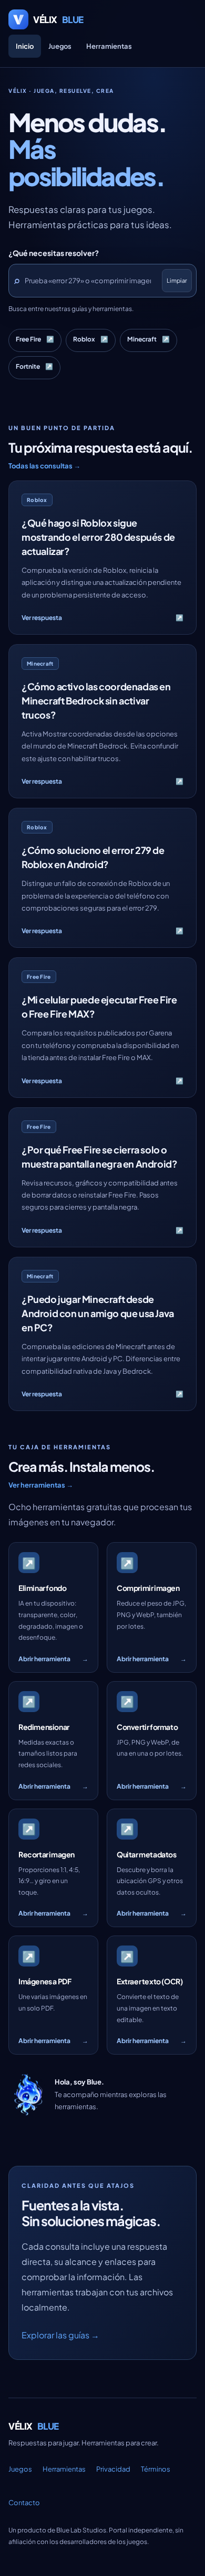 VÉLIX BLUE
Inicio Juegos Herramientas
VÉLIX · JUEGA, RESUELVE, CREA
Menos dudas.
Más
posibilidades.
Respuestas claras para tus juegos.
Herramientas prácticas para tus ideas.
¿Qué necesitas resolver?
Prueba «error 279» o «comprimir imagen Limpiar
Busca entre nuestras guías y herramientas.
Free Fire ↗ Roblox ↗ Minecraft ↗
Fortnite ↗
UN BUEN PUNTO DE PARTIDA
Tu próxima respuesta está aquí.
Todas las consultas →
Roblox
¿Qué hago si Roblox sigue
mostrando el error 280 después de
actualizar?
Comprueba la versión de Roblox, reinicia la
aplicación y distingue una actualización pendiente
de un problema persistente de acceso.
Ver respuesta ↗
Minecraft
¿Cómo activo las coordenadas en
Minecraft Bedrock sin activar
trucos?
Activa Mostrar coordenadas desde las opciones
del mundo de Minecraft Bedrock. Evita confundir
este ajuste con habilitar trucos.
Ver respuesta ↗
Roblox
¿Cómo soluciono el error 279 de
Roblox en Android?
Distingue un fallo de conexión de Roblox de un
problema de la experiencia o del teléfono con
comprobaciones seguras para el error 279.
Ver respuesta ↗
Free Fire
¿Mi celular puede ejecutar Free Fire
o Free Fire MAX?
Compara los requisitos publicados por Garena
con tu teléfono y comprueba la disponibilidad en
la tienda antes de instalar Free Fire o MAX.
Ver respuesta ↗
Free Fire
¿Por qué Free Fire se cierra solo o
muestra pantalla negra en Android?
Revisa recursos, gráficos y compatibilidad antes
de borrar datos o reinstalar Free Fire. Pasos
seguros para cierres y pantalla negra.
Ver respuesta ↗
Minecraft
¿Puedo jugar Minecraft desde
Android con un amigo que usa Java
en PC?
Comprueba las ediciones de Minecraft antes de
intentar jugar entre Android y PC. Diferencias entre
compatibilidad nativa de Java y Bedrock.
Ver respuesta ↗
TU CAJA DE HERRAMIENTAS
Crea más. Instala menos.
Ver herramientas →
Ocho herramientas gratuitas que procesan tus
imágenes en tu navegador.
↗
Eliminar fondo
IA en tu dispositivo:
transparente, color,
degradado, imagen o
desenfoque.
Abrir herramienta →
↗
Comprimir imagen
Reduce el peso de JPG,
PNG y WebP, también
por lotes.
Abrir herramienta →
↗
Redimensionar
Medidas exactas o
tamaños listos para
redes sociales.
Abrir herramienta →
↗
Convertir formato
JPG, PNG y WebP, de
una en una o por lotes.
Abrir herramienta →
↗
Recortar imagen
Proporciones 1:1, 4:5,
16:9… y giro en un
toque.
Abrir herramienta →
↗
Quitar metadatos
Descubre y borra la
ubicación GPS y otros
datos ocultos.
Abrir herramienta →
↗
Imágenes a PDF
Une varias imágenes en
un solo PDF.
Abrir herramienta →
↗
Extraer texto (OCR)
Convierte el texto de
una imagen en texto
editable.
Abrir herramienta →
Hola, soy Blue.
Te acompaño mientras exploras las
herramientas.
CLARIDAD ANTES QUE ATAJOS
Fuentes a la vista.
Sin soluciones mágicas.
Cada consulta incluye una respuesta
directa, su alcance y enlaces para
comprobar la información. Las
herramientas trabajan con tus archivos
localmente.
Explorar las guías →
VÉLIX BLUE
Respuestas para jugar. Herramientas para crear.
Juegos Herramientas Privacidad Términos
Contacto
Un producto de Blue Lab Studios. Portal independiente, sin
afiliación con los desarrolladores de los juegos.